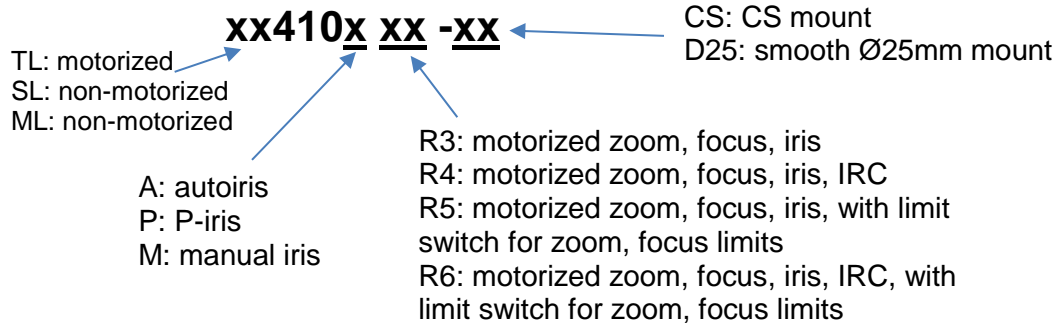 xx410x xx -xx
CS: CS mount
D25: smooth Ø25mm mount
TL: motorized
SL: non-motorized
ML: non-motorized
A: autoiris
P: P-iris
M: manual iris
R3: motorized zoom, focus, iris
R4: motorized zoom, focus, iris, IRC
R5: motorized zoom, focus, iris, with limit
switch for zoom, focus limits
R6: motorized zoom, focus, iris, IRC, with
limit switch for zoom, focus limits